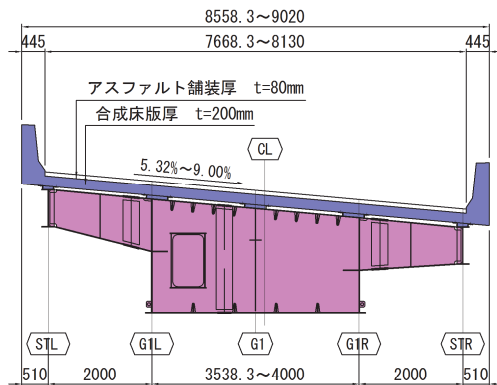 8558.3～9020
445 7668.3～8130 445
アスファルト舗装厚 t=80mm
合成床版厚 t=200mm
CL
5.32%～9.00%
STL G1L G1 G1R STR
510 2000 3538.3～4000 2000 510